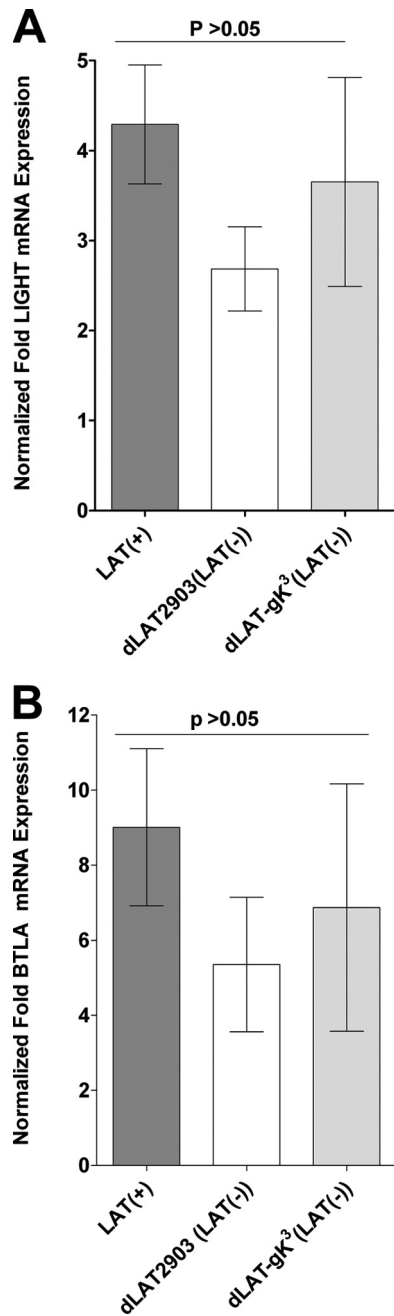 A
P >0.05
Normalized Fold LIGHT mRNA Expression
5
4
3
2
1
0
LAT(+)
dLAT2903(LAT(-))
dLAT-gK³(LAT(-))
B
p >0.05
Normalized Fold BTLA mRNA Expression
12
10
8
6
4
2
0
LAT(+)
dLAT2903 (LAT(-))
dLAT-gK³(LAT(-))